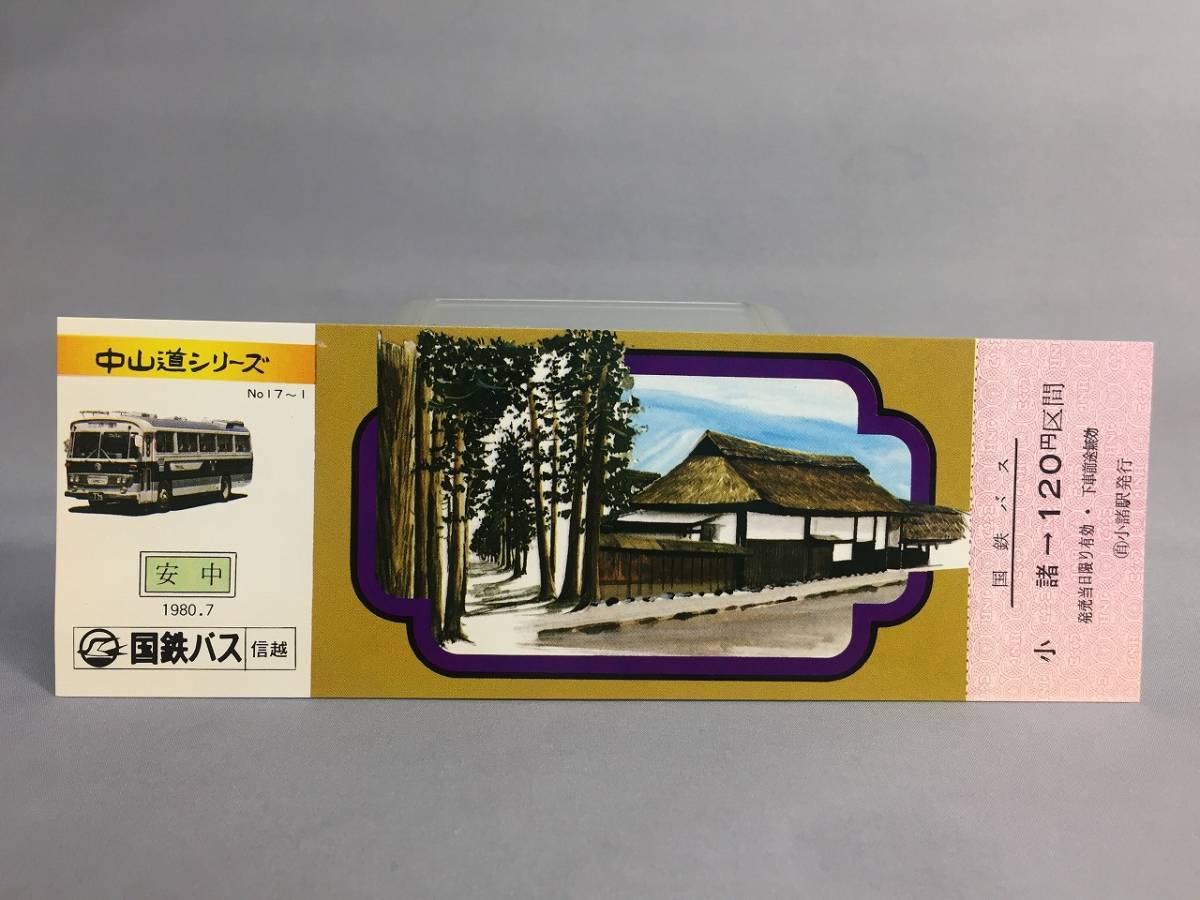 中山道シリーズ
No17～1
安中
1980.7
国鉄バス 信越
国鉄バス
小諸→120円区間
発売当日限り有効・下車前途無効
(自)小諸駅発行